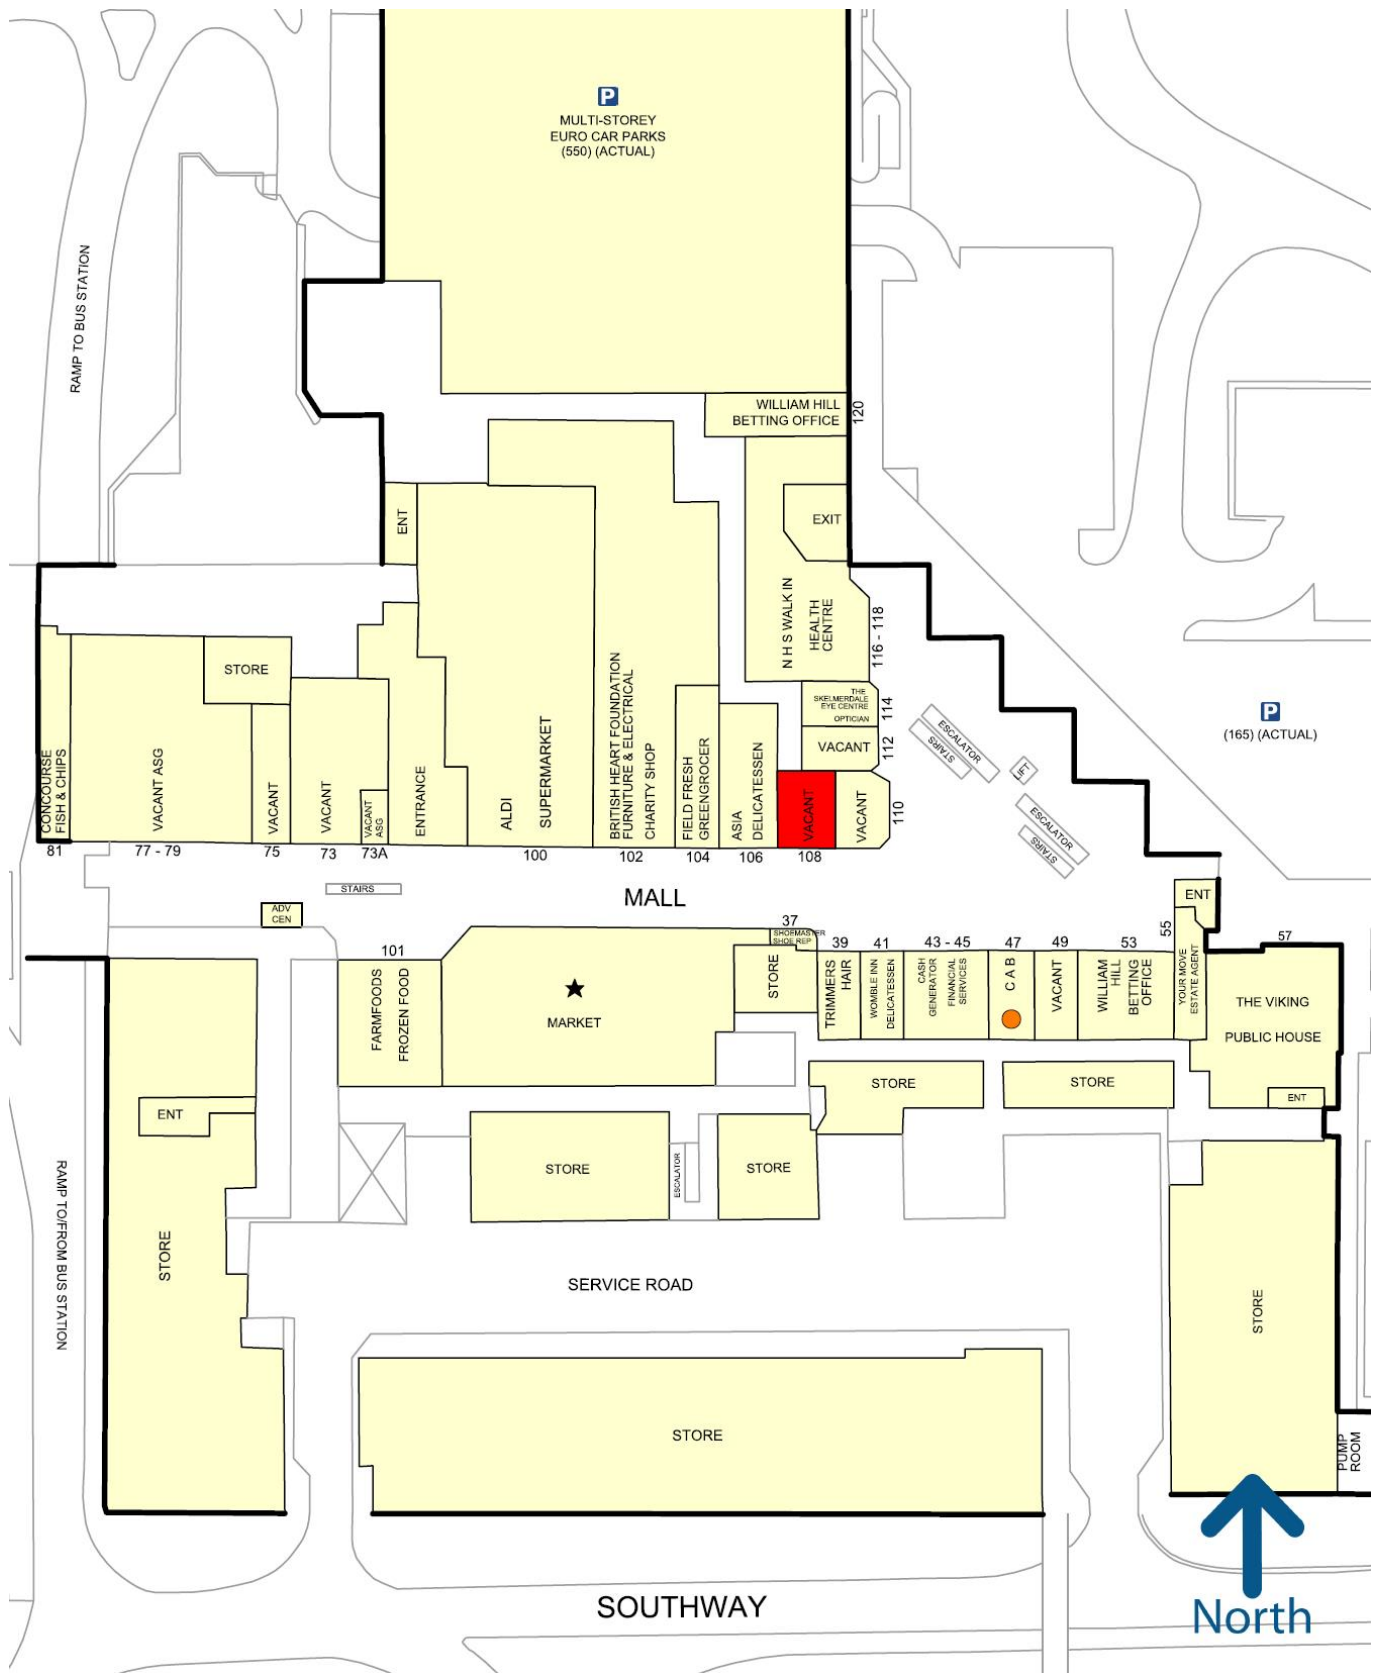 P
MULTI-STOREY
EURO CAR PARKS
(550) (ACTUAL)
RAMP TO BUS STATION
WILLIAM HILL
BETTING OFFICE
120
ENT
EXIT
N H S WALK IN
HEALTH
CENTRE
116 - 118
STORE
THE
SKELMERDALE
EYE CENTRE
OPTICIAN
114
VACANT
112
ESCALATOR
STAIRS
LIFT
ESCALATOR
STAIRS
P
(165) (ACTUAL)
CONCOURSE
FISH & CHIPS
VACANT ASG
VACANT
VACANT
VACANT
ASG
ENTRANCE
ALDI
SUPERMARKET
BRITISH HEART FOUNDATION
FURNITURE & ELECTRICAL
CHARITY SHOP
FIELD FRESH
GREENGROCER
ASIA
DELICATESSEN
VACANT
VACANT
110
81
77 - 79
75
73
73A
100
102
104
106
108
STAIRS
MALL
ADV
CEN
101
FARMFOODS
FROZEN FOOD
MARKET
37
SHOEMASTER
SHOE REP
STORE
39
TRIMMERS
HAIR
41
WOMBLE INN
DELICATESSEN
43 - 45
CASH
GENERATOR
FINANCIAL
SERVICES
47
C A B
49
VACANT
53
WILLIAM
HILL
BETTING
OFFICE
55
ENT
YOUR MOVE
ESTATE AGENT
57
THE VIKING
PUBLIC HOUSE
ENT
STORE
STORE
ENT
STORE
ESCALATOR
STORE
RAMP TO/FROM BUS STATION
STORE
SERVICE ROAD
STORE
STORE
PUMP
ROOM
SOUTHWAY
North